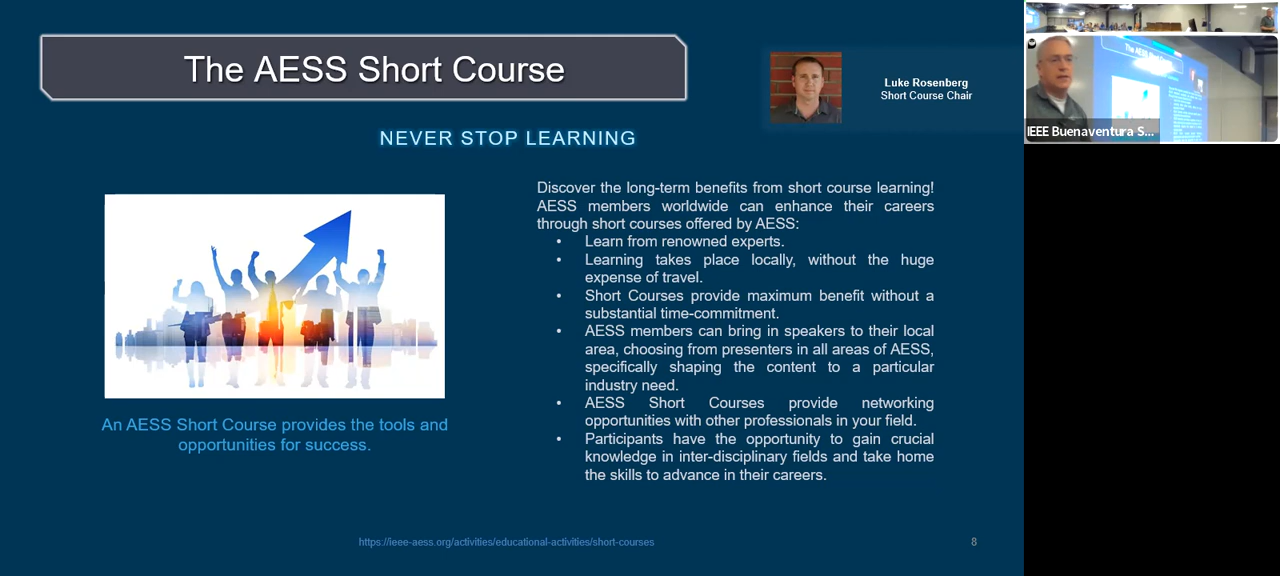 The AESS Short Course
Luke Rosenberg
Short Course Chair
NEVER STOP LEARNING
Discover the long-term benefits from short course learning!
AESS members worldwide can enhance their careers
through short courses offered by AESS:
• Learn from renowned experts.
• Learning takes place locally, without the huge
expense of travel.
• Short Courses provide maximum benefit without a
substantial time-commitment.
• AESS members can bring in speakers to their local
area, choosing from presenters in all areas of AESS,
specifically shaping the content to a particular
industry need.
• AESS Short Courses provide networking
opportunities with other professionals in your field.
• Participants have the opportunity to gain crucial
knowledge in inter-disciplinary fields and take home
the skills to advance in their careers.
An AESS Short Course provides the tools and
opportunities for success.
https://ieee-aess.org/activities/educational-activities/short-courses
8
The AESS Short Course
IEEE Buenaventura S...